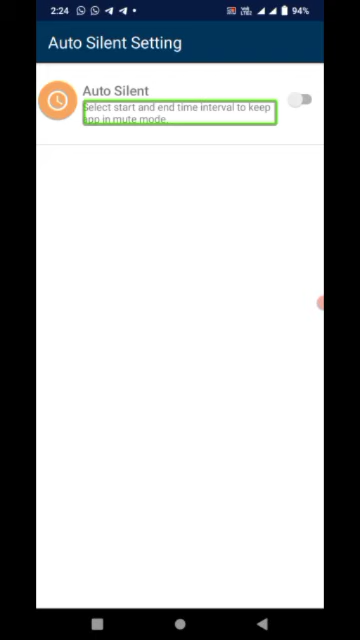 2:24
94%
Auto Silent Setting
Auto Silent
Select start and end time interval to keep
app in mute mode.